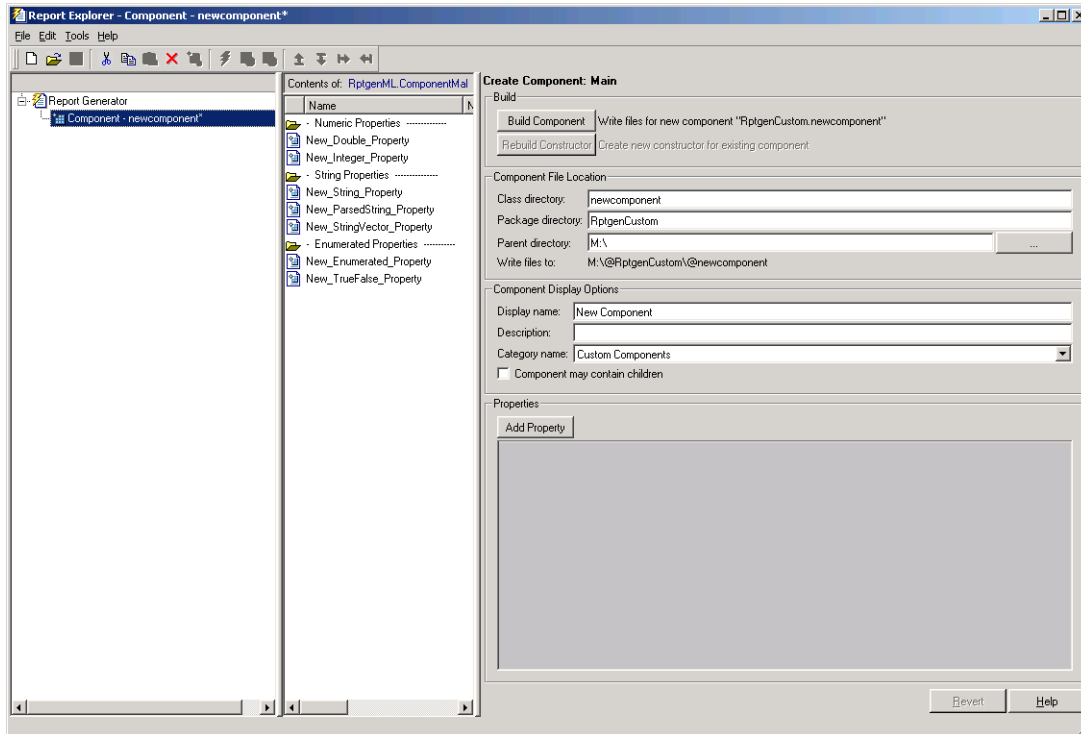 Report Explorer - Component - newcomponent*
File Edit Tools Help
Contents of: RptgenML.ComponentMal
Name N
Report Generator
Component - newcomponent*
- Numeric Properties --------------
New_Double_Property
New_Integer_Property
- String Properties ---------------
New_String_Property
New_ParsedString_Property
New_StringVector_Property
- Enumerated Properties -----------
New_Enumerated_Property
New_TrueFalse_Property
Create Component: Main
Build
Build Component Write files for new component "RptgenCustom.newcomponent"
Rebuild Constructor Create new constructor for existing component
Component File Location
Class directory: newcomponent
Package directory: RptgenCustom
Parent directory: M:\ ...
Write files to: M:\@RptgenCustom\@newcomponent
Component Display Options
Display name: New Component
Description:
Category name: Custom Components
Component may contain children
Properties
Add Property
Revert Help